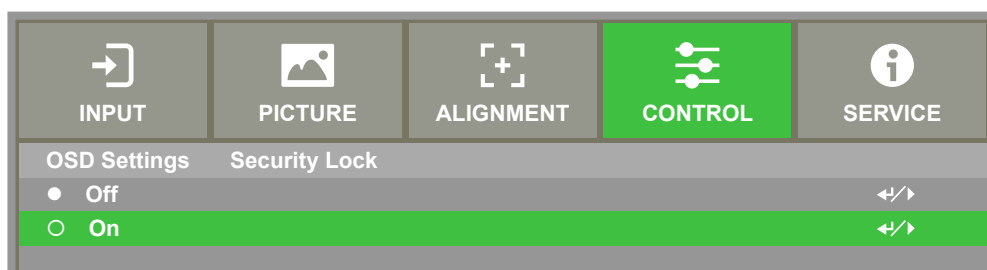 INPUT PICTURE ALIGNMENT CONTROL SERVICE
OSD Settings Security Lock
Off
On